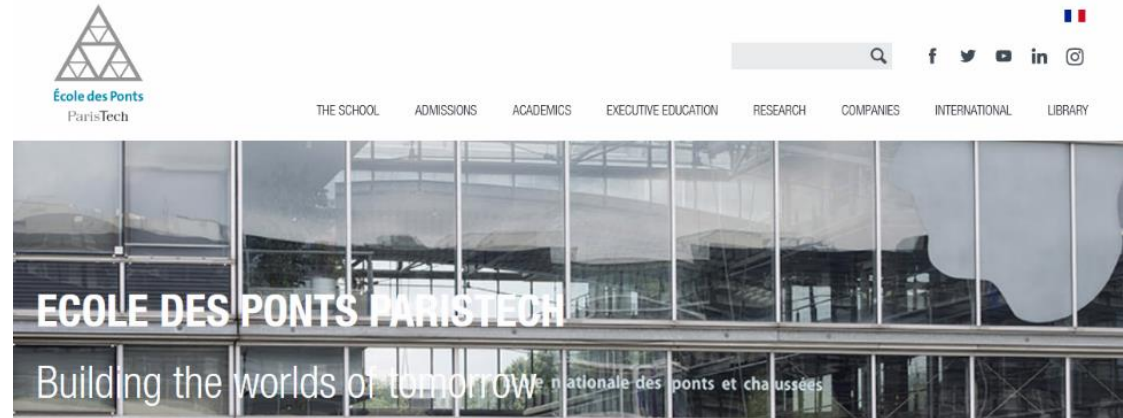 École des Ponts
ParisTech
THE SCHOOL ADMISSIONS ACADEMICS EXECUTIVE EDUCATION RESEARCH COMPANIES INTERNATIONAL LIBRARY
ECOLE DES PONTS PARISTECH
Building the worlds of tomorrow
nationale des ponts et chaussées